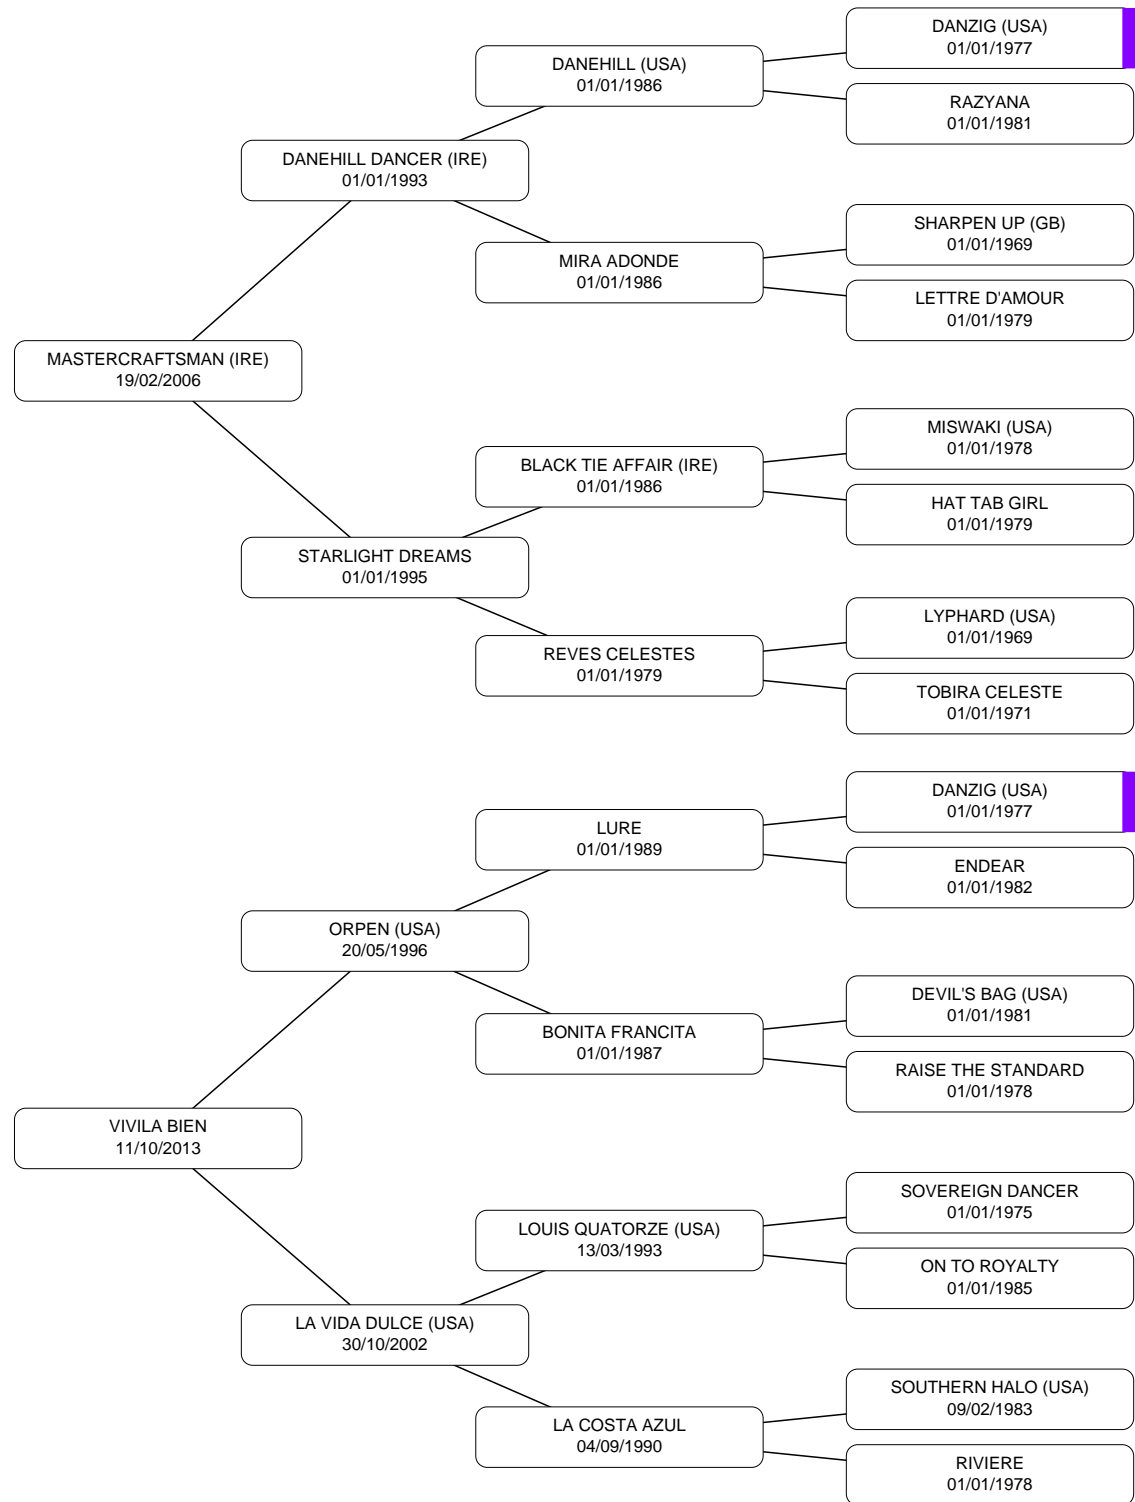 DANZIG (USA)
01/01/1977
DANEHILL (USA)
01/01/1986
RAZYANA
01/01/1981
DANEHILL DANCER (IRE)
01/01/1993
SHARPEN UP (GB)
01/01/1969
MIRA ADONDE
01/01/1986
LETTRE D'AMOUR
01/01/1979
MASTERCRAFTSMAN (IRE)
19/02/2006
MISWAKI (USA)
01/01/1978
BLACK TIE AFFAIR (IRE)
01/01/1986
HAT TAB GIRL
01/01/1979
STARLIGHT DREAMS
01/01/1995
LYPHARD (USA)
01/01/1969
REVES CELESTES
01/01/1979
TOBIRA CELESTE
01/01/1971
DANZIG (USA)
01/01/1977
LURE
01/01/1989
ENDEAR
01/01/1982
ORPEN (USA)
20/05/1996
DEVIL'S BAG (USA)
01/01/1981
BONITA FRANCITA
01/01/1987
RAISE THE STANDARD
01/01/1978
VIVILA BIEN
11/10/2013
SOVEREIGN DANCER
01/01/1975
LOUIS QUATORZE (USA)
13/03/1993
ON TO ROYALTY
01/01/1985
LA VIDA DULCE (USA)
30/10/2002
SOUTHERN HALO (USA)
09/02/1983
LA COSTA AZUL
04/09/1990
RIVIERE
01/01/1978